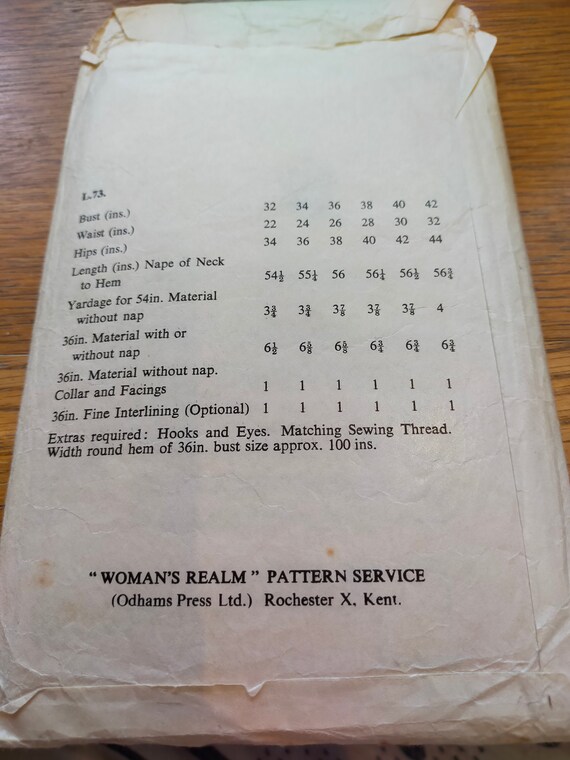 L.73.
Bust (ins.) 32 34 36 38 40 42
Waist (ins.) 22 24 26 28 30 32
Hips (ins.) 34 36 38 40 42 44
Length (ins.) Nape of Neck
to Hem 54½ 55¼ 56 56¼ 56½ 56¾
Yardage for 54in. Material
without nap 3¾ 3¾ 3⅞ 3⅞ 3⅞ 4
36in. Material with or
without nap 6½ 6⅝ 6⅝ 6¾ 6¾ 6¾
36in. Material without nap.
Collar and Facings 1 1 1 1 1 1
36in. Fine Interlining (Optional) 1 1 1 1 1 1
Extras required: Hooks and Eyes. Matching Sewing Thread.
Width round hem of 36in. bust size approx. 100 ins.
"WOMAN'S REALM" PATTERN SERVICE
(Odhams Press Ltd.) Rochester X, Kent.